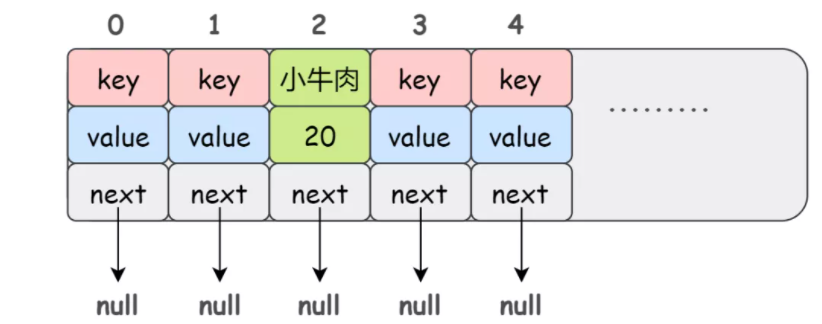 0 1 2 3 4
key key 小牛肉 key key
value value 20 value value
next next next next next
null null null null null